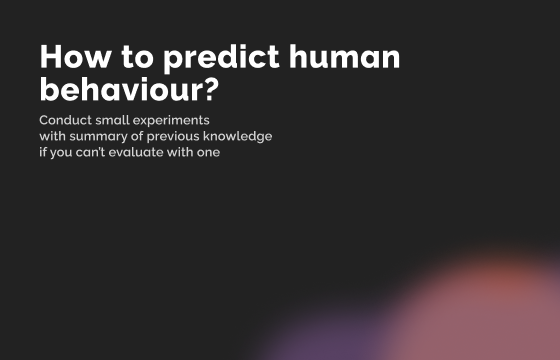 How to predict human
behaviour?
Conduct small experiments
with summary of previous knowledge
if you can't evaluate with one